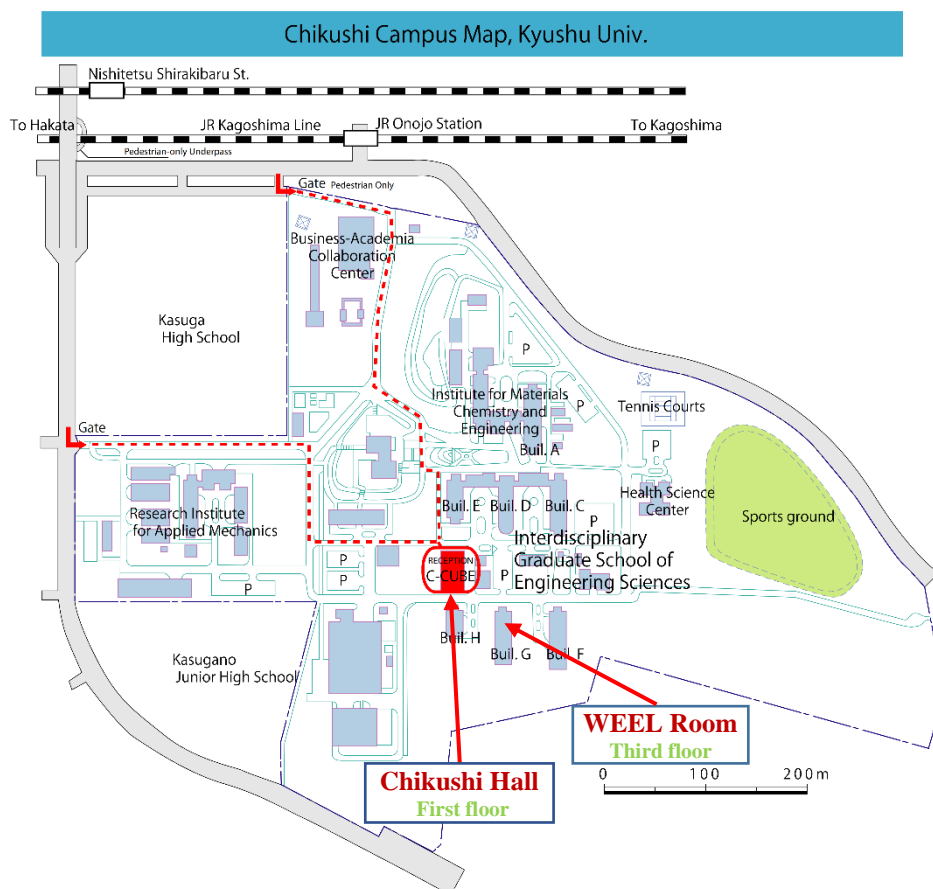 Chikushi Campus Map, Kyushu Univ.
Nishitetsu Shirakibaru St.
To Hakata
JR Kagoshima Line
JR Onojo Station
To Kagoshima
Pedestrian-only Underpass
Gate Pedestrian Only
Business-Academia
Collaboration
Center
Kasuga
High School
P
Institute for Materials
Chemistry and
Engineering
P
Tennis Courts
Gate
Buil. A
P
Research Institute
for Applied Mechanics
Buil. E
Buil. D
Buil. C
P
Health Science
Center
Sports ground
Interdisciplinary
Graduate School of
Engineering Sciences
P
P
P
RECEPTION
C-CUBE
P
Buil. H
Buil. G
Buil. F
Kasugano
Junior High School
WEEL Room
Third floor
Chikushi Hall
First floor
0 100 200m